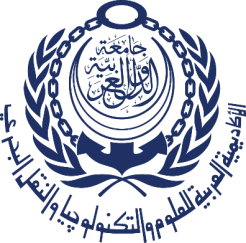 جامعة
الدول العربية
الأكاديمية العربية للعلوم والتكنولوجيا والنقل البحري